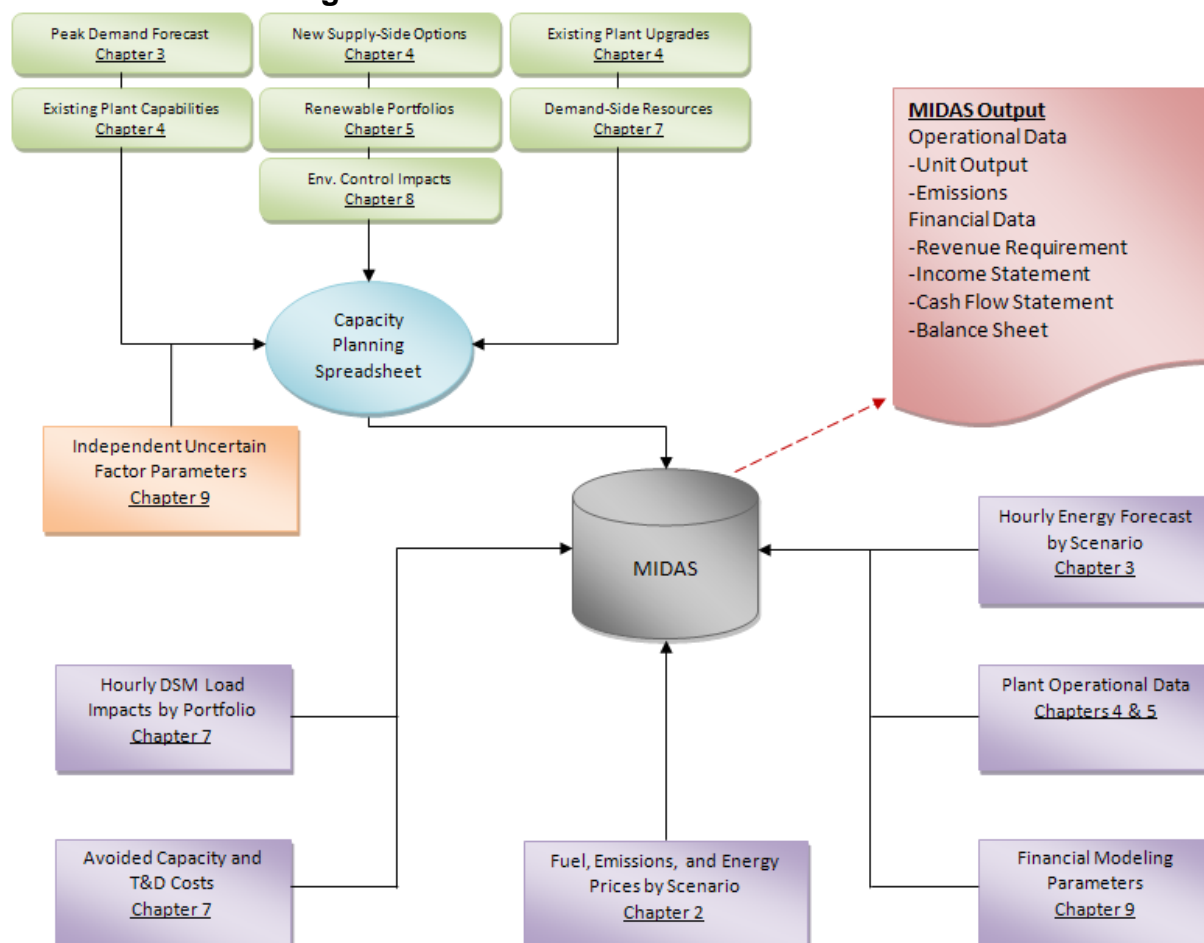 Peak Demand Forecast
Chapter 3
New Supply-Side Options
Chapter 4
Existing Plant Upgrades
Chapter 4
Existing Plant Capabilities
Chapter 4
Renewable Portfolios
Chapter 5
Demand-Side Resources
Chapter 7
Env. Control Impacts
Chapter 8
MIDAS Output
Operational Data
-Unit Output
-Emissions
Financial Data
-Revenue Requirement
-Income Statement
-Cash Flow Statement
-Balance Sheet
Capacity
Planning
Spreadsheet
Independent Uncertain
Factor Parameters
Chapter 9
MIDAS
Hourly Energy Forecast
by Scenario
Chapter 3
Hourly DSM Load
Impacts by Portfolio
Chapter 7
Plant Operational Data
Chapters 4 & 5
Avoided Capacity and
T&D Costs
Chapter 7
Fuel, Emissions, and Energy
Prices by Scenario
Chapter 2
Financial Modeling
Parameters
Chapter 9